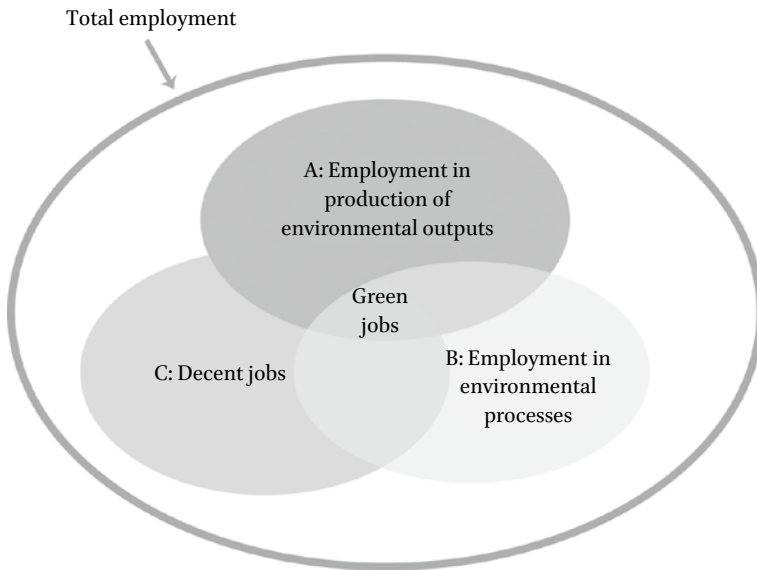 Total employment
A: Employment in
production of
environmental outputs
Green
jobs
C: Decent jobs
B: Employment in
environmental
processes